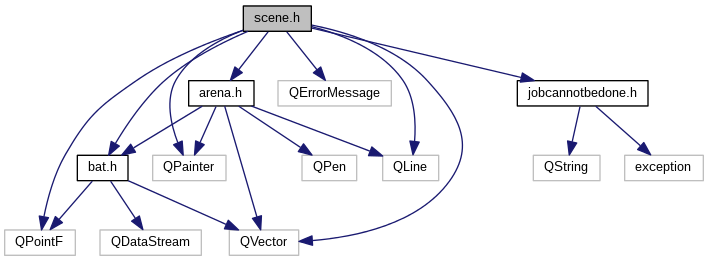 scene.h
arena.h
QErrorMessage
jobcannotbedone.h
bat.h
QPainter
QPen
QLine
QString
exception
QPointF
QDataStream
QVector